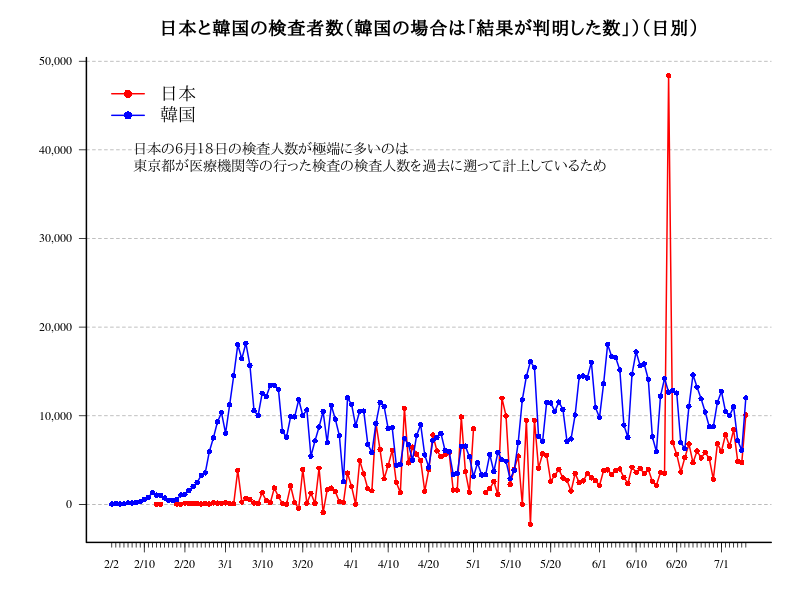 日本と韓国の検査者数（韓国の場合は「結果が判明した数」）（日別）
50,000
40,000
30,000
20,000
10,000
0
日本
韓国
日本の6月18日の検査人数が極端に多いのは
東京都が医療機関等の行った検査の検査人数を過去に遡って計上しているため
2/2 2/10 2/20 3/1 3/10 3/20 4/1 4/10 4/20 5/1 5/10 5/20 6/1 6/10 6/20 7/1